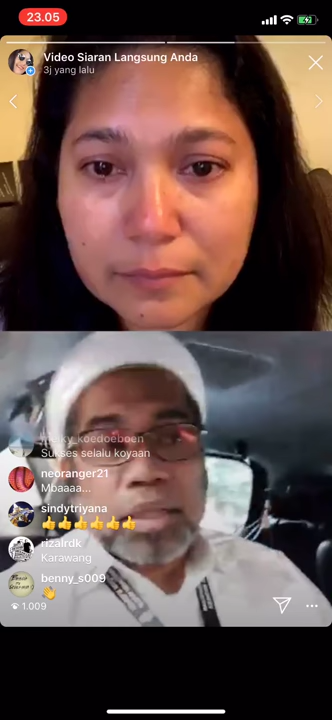 23.05
Video Siaran Langsung Anda
3j yang lalu
Sukses selalu koyaan
neoranger21
Mbaaaa...
sindytriyana
👍👍👍👍👍👍
rizalrdk
Karawang
benny_s009
👏
1.009